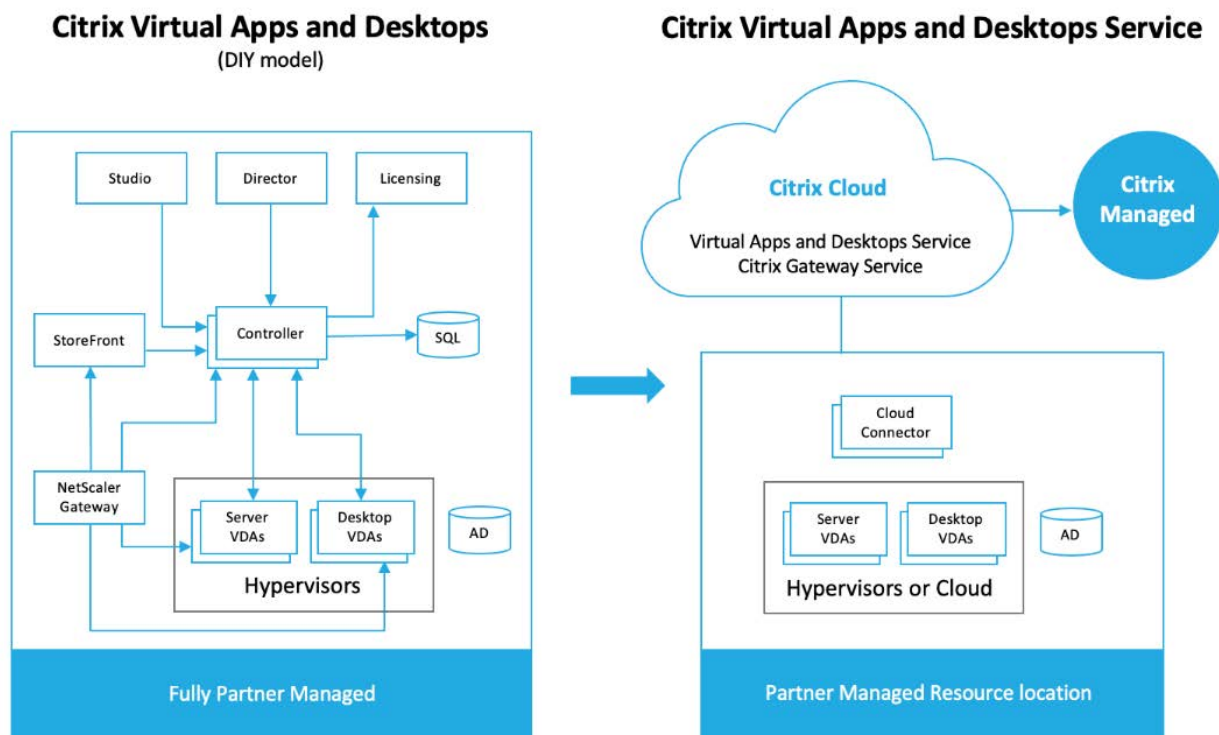 Citrix Virtual Apps and Desktops
(DIY model)
Studio
Director
Licensing
StoreFront
Controller
SQL
NetScaler
Gateway
Server
VDAs
Desktop
VDAs
AD
Hypervisors
Fully Partner Managed
Citrix Virtual Apps and Desktops Service
Citrix Cloud
Virtual Apps and Desktops Service
Citrix Gateway Service
Citrix
Managed
Cloud
Connector
Server
VDAs
Desktop
VDAs
AD
Hypervisors or Cloud
Partner Managed Resource location